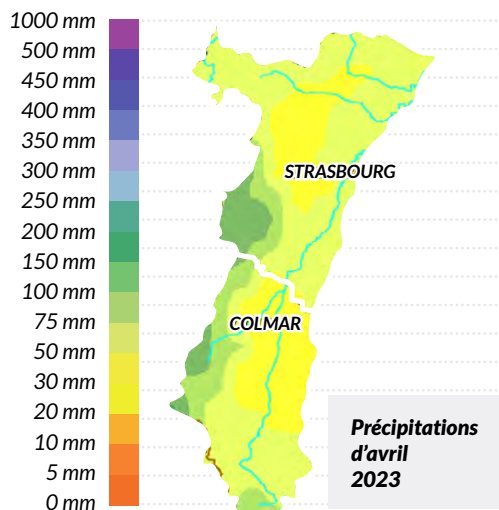 1000 mm
500 mm
450 mm
400 mm
350 mm
300 mm
250 mm
200 mm
150 mm
100 mm
75 mm
50 mm
30 mm
20 mm
10 mm
5 mm
0 mm
STRASBOURG
COLMAR
Précipitations
d'avril
2023